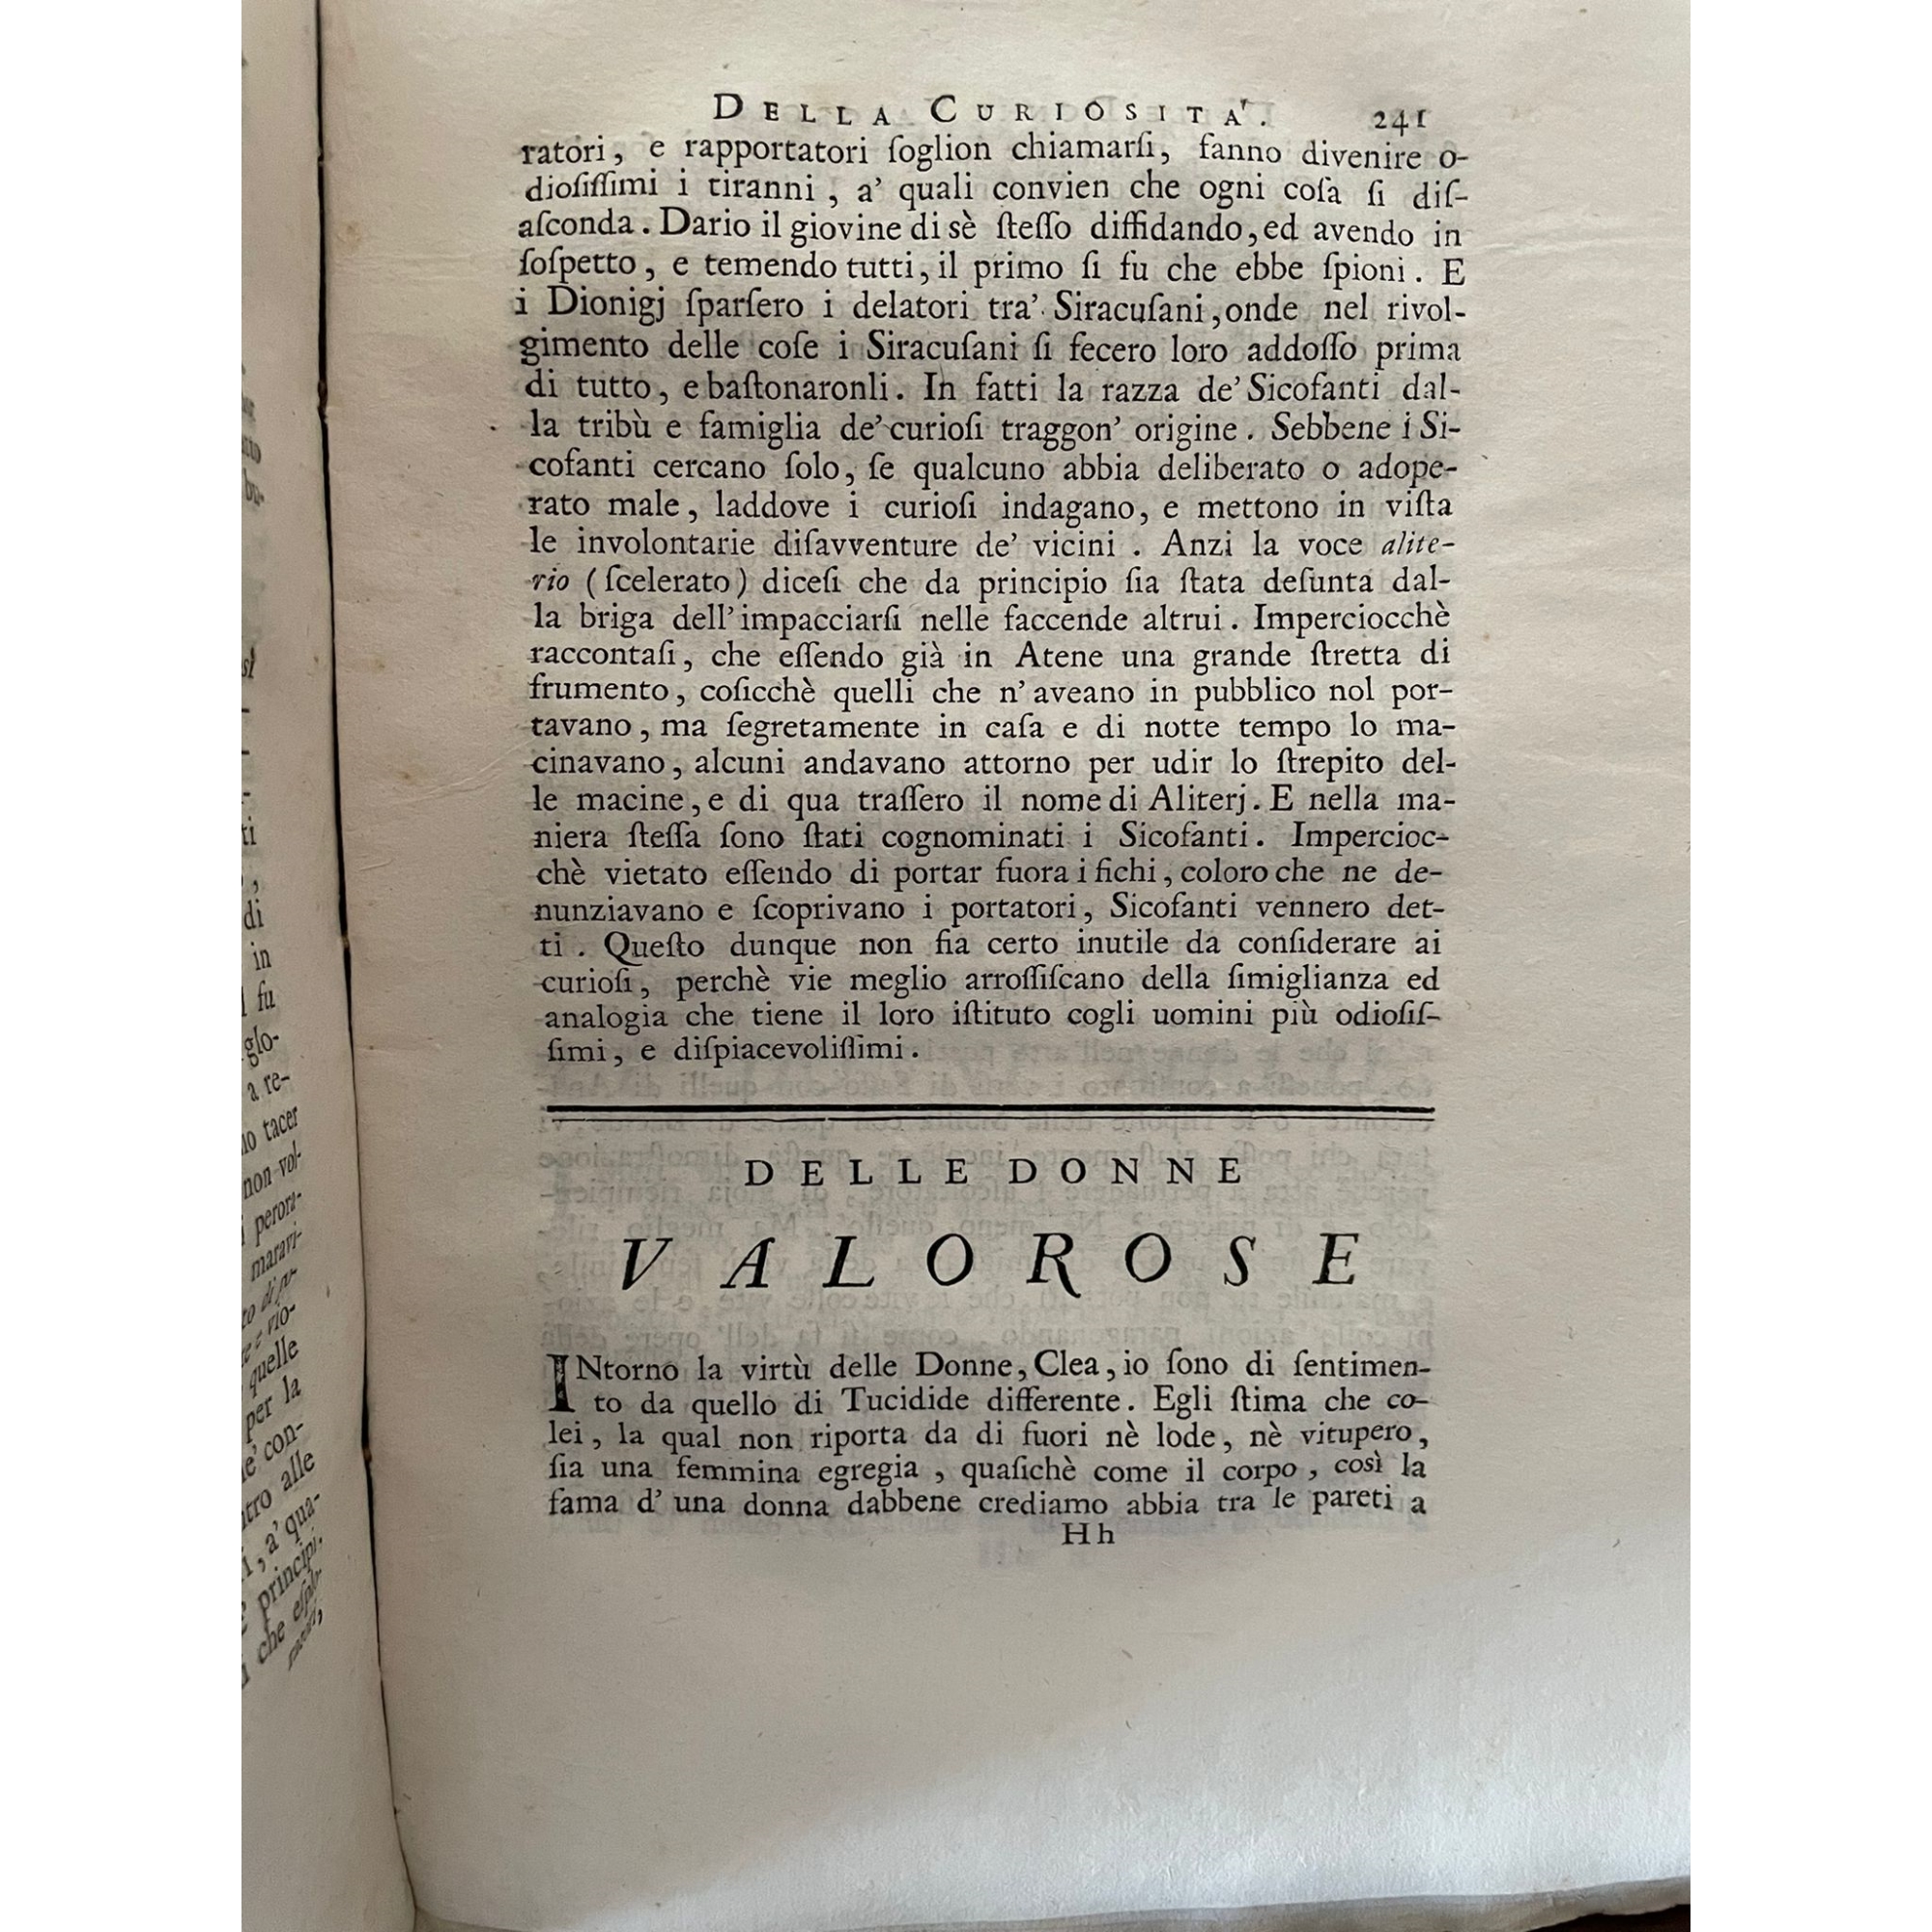 DELLA CURIOSITA'. 241
ratori, e rapportatori ſoglion chiamarſi, fanno divenire o-
dioſiſſimi i tiranni, a' quali convien che ogni coſa ſi diſ-
aſconda. Dario il giovine di sè ſteſſo diffidando, ed avendo in
ſoſpetto, e temendo tutti, il primo ſi fu che ebbe ſpioni. E
i Dionigj ſparſero i delatori tra' Siracuſani, onde nel rivol-
gimento delle coſe i Siracuſani ſi fecero loro addoſſo prima
di tutto, e baſtonaronli. In fatti la razza de' Sicofanti dal-
la tribù e famiglia de' curioſi traggon' origine. Sebbene i Si-
cofanti cercano ſolo, ſe qualcuno abbia deliberato o adope-
rato male, laddove i curioſi indagano, e mettono in viſta
le involontarie diſavventure de' vicini. Anzi la voce alite-
rio (ſcelerato) diceſi che da principio ſia ſtata deſunta dal-
la briga dell'impacciarſi nelle faccende altrui. Imperciocchè
raccontaſi, che eſſendo già in Atene una grande ſtretta di
frumento, coſicchè quelli che n'aveano in pubblico nol por-
tavano, ma ſegretamente in caſa e di notte tempo lo ma-
cinavano, alcuni andavano attorno per udir lo ſtrepito del-
le macine, e di qua traſſero il nome di Aliterj. E nella ma-
niera ſteſſa ſono ſtati cognominati i Sicofanti. Impercioc-
chè vietato eſſendo di portar fuora i fichi, coloro che ne de-
nunziavano e ſcoprivano i portatori, Sicofanti vennero det-
ti. Queſto dunque non fia certo inutile da conſiderare ai
curioſi, perchè vie meglio arroſſiſcano della ſimiglianza ed
analogia che tiene il loro iſtituto cogli uomini più odioſiſ-
ſimi, e diſpiacevoliſſimi.
DELLE DONNE
VALOROSE
INtorno la virtù delle Donne, Clea, io ſono di ſentimen-
to da quello di Tucidide differente. Egli ſtima che co-
lei, la qual non riporta da di fuori nè lode, nè vitupero,
ſia una femmina egregia, quaſichè come il corpo, così la
fama d'una donna dabbene crediamo abbia tra le pareti a
Hh